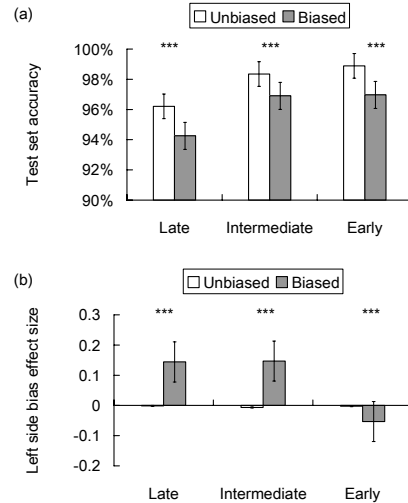 (a)
Unbiased Biased
*** *** ***
100%
98%
96%
94%
92%
90%
Test set accuracy
Late Intermediate Early
(b)
Unbiased Biased
*** *** ***
0.3
0.2
0.1
0
-0.1
-0.2
Left side bias effect size
Late Intermediate Early